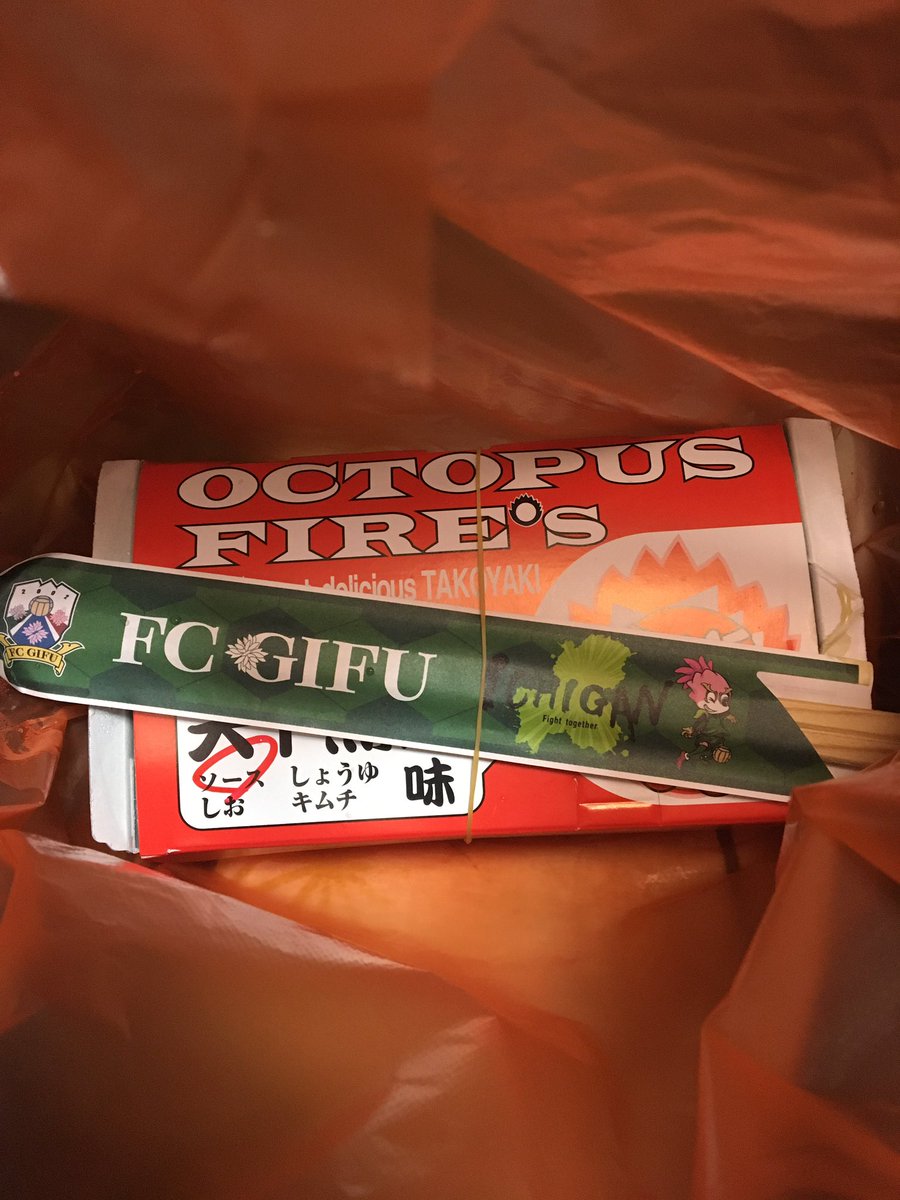 OCTOPUS
FIRE'S
delicious TAKOYAKI
2007
FC GIFU
FC GIFU
Fight together.
ソース しょうゆ
しお キムチ 味